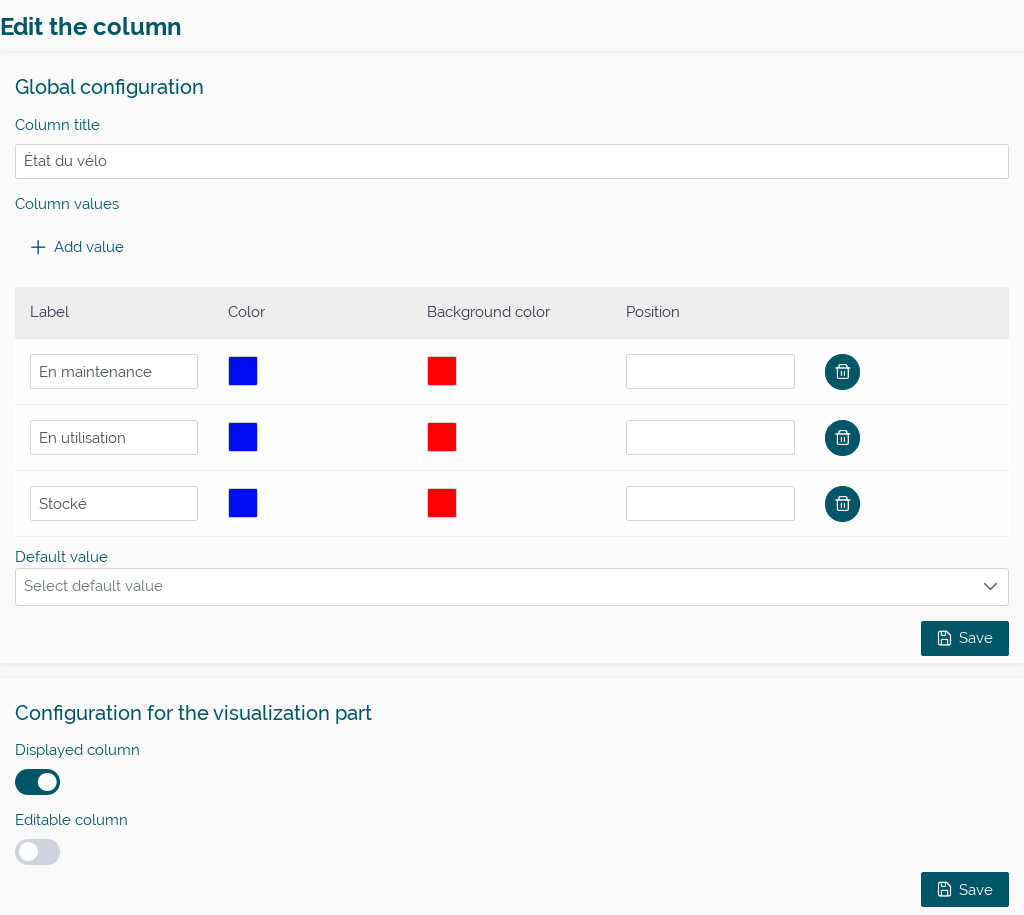 Edit the column
Global configuration
Column title
État du vélo
Column values
Add value
Label Color Background color Position
En maintenance
En utilisation
Stocké
Default value
Select default value
Save
Configuration for the visualization part
Displayed column
Editable column
Save